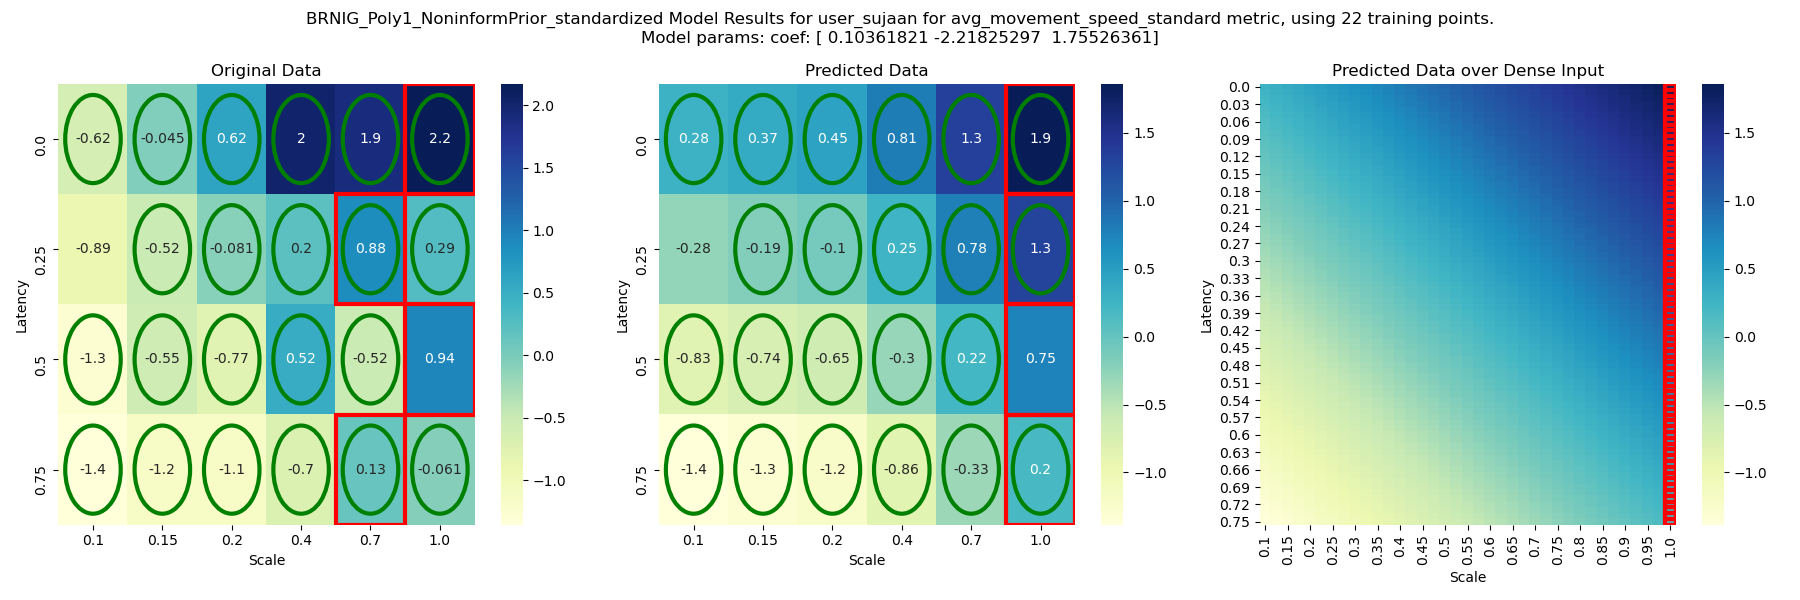 BRNIG_Poly1_NoninformPrior_standardized Model Results for user_sujaan for avg_movement_speed_standard metric, using 22 training points.
Model params: coef: [ 0.10361821 -2.21825297  1.75526361]
Original Data
Latency
0.0
0.25
0.5
0.75
-0.62 -0.045 0.62 2 1.9 2.2
-0.89 -0.52 -0.081 0.2 0.88 0.29
-1.3 -0.55 -0.77 0.52 -0.52 0.94
-1.4 -1.2 -1.1 -0.7 0.13 -0.061
0.1 0.15 0.2 0.4 0.7 1.0
Scale
2.0
1.5
1.0
0.5
0.0
−0.5
−1.0
Predicted Data
Latency
0.0
0.25
0.5
0.75
0.28 0.37 0.45 0.81 1.3 1.9
-0.28 -0.19 -0.1 0.25 0.78 1.3
-0.83 -0.74 -0.65 -0.3 0.22 0.75
-1.4 -1.3 -1.2 -0.86 -0.33 0.2
0.1 0.15 0.2 0.4 0.7 1.0
Scale
1.5
1.0
0.5
0.0
−0.5
−1.0
Predicted Data over Dense Input
Latency
0.0
0.03
0.06
0.09
0.12
0.15
0.18
0.21
0.24
0.27
0.3
0.33
0.36
0.39
0.42
0.45
0.48
0.51
0.54
0.57
0.6
0.63
0.66
0.69
0.72
0.75
0.1 0.15 0.2 0.25 0.3 0.35 0.4 0.45 0.5 0.55 0.6 0.65 0.7 0.75 0.8 0.85 0.9 0.95 1.0
Scale
1.5
1.0
0.5
0.0
−0.5
−1.0